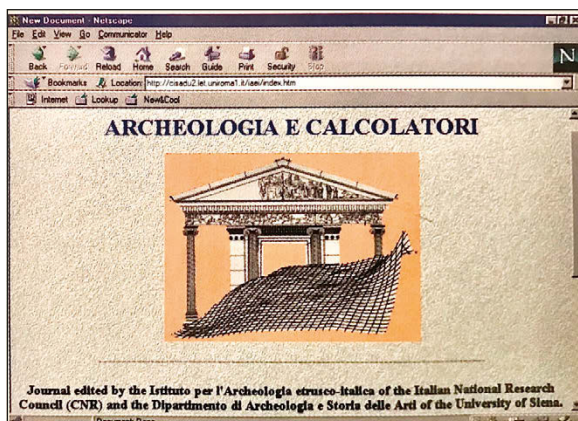 New Document - Netscape
File Edit View Go Communicator Help
Back Forward Reload Home Search Guide Print Security Stop
N
Bookmarks Location: http://cisadu2.let.uniroma1.it/iaei/index.htm
Internet Lookup New&Cool
ARCHEOLOGIA E CALCOLATORI
Journal edited by the Istituto per l'Archeologia etrusco-italica of the Italian National Research
Council (CNR) and the Dipartimento di Archeologia e Storia delle Arti of the University of Siena.
Document: Done